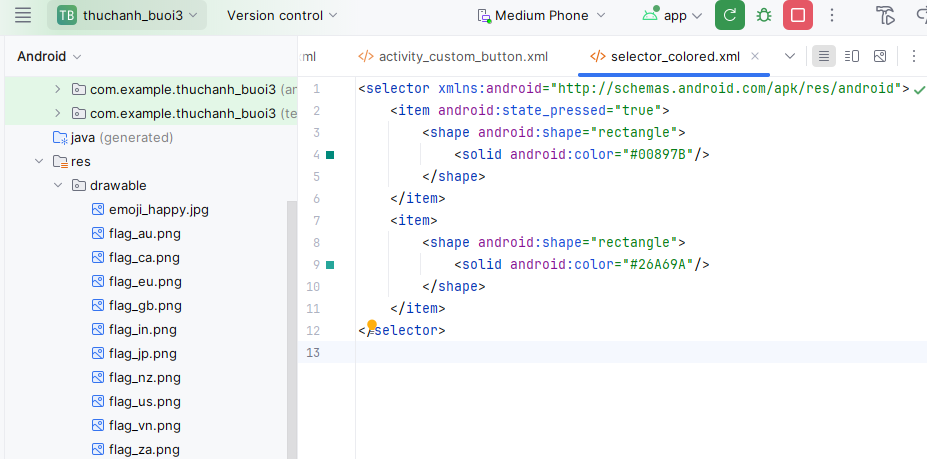 TB thuchanh_buoi3 Version control Medium Phone app
Android
ml activity_custom_button.xml selector_colored.xml
com.example.thuchanh_buoi3 (an
com.example.thuchanh_buoi3 (te
java (generated)
res
drawable
emoji_happy.jpg
flag_au.png
flag_ca.png
flag_eu.png
flag_gb.png
flag_in.png
flag_jp.png
flag_nz.png
flag_us.png
flag_vn.png
flag_za.png
1 <selector xmlns:android="http://schemas.android.com/apk/res/android">
2 <item android:state_pressed="true">
3 <shape android:shape="rectangle">
4 <solid android:color="#00897B"/>
5 </shape>
6 </item>
7 <item>
8 <shape android:shape="rectangle">
9 <solid android:color="#26A69A"/>
10 </shape>
11 </item>
12 </selector>
13